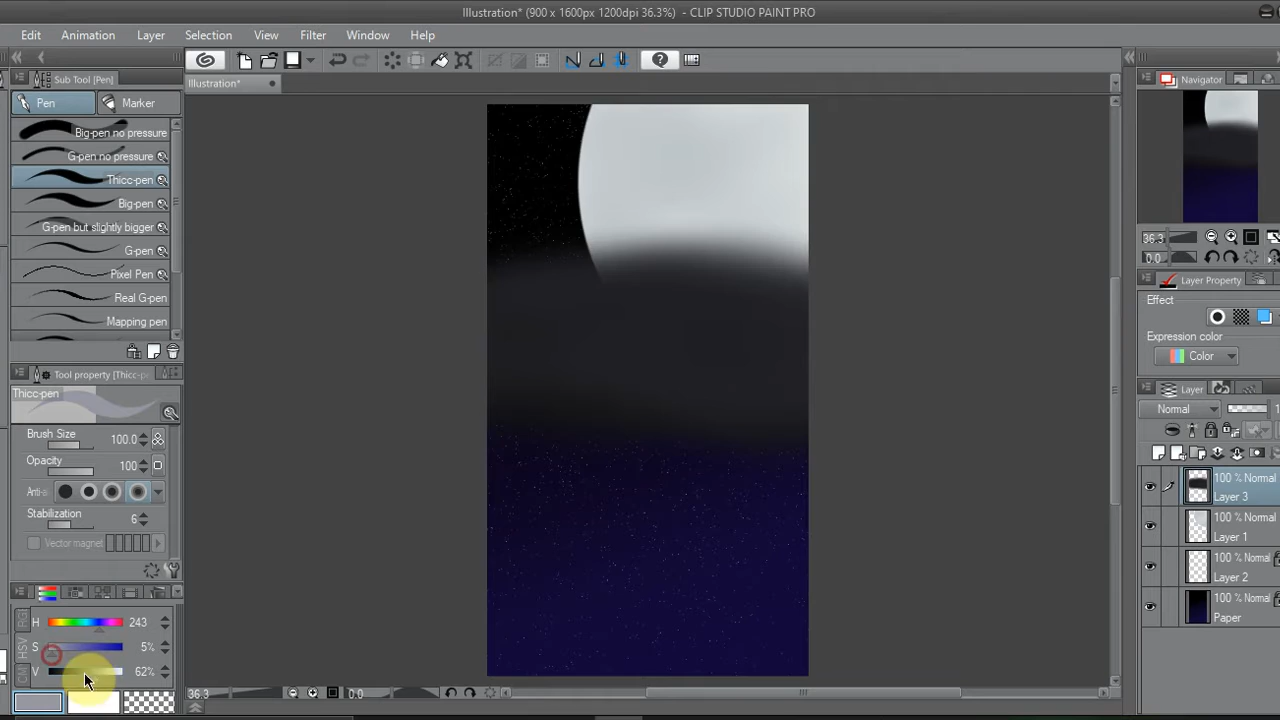 Illustration* (900 x 1600px 1200dpi 36.3%) - CLIP STUDIO PAINT PRO
Edit Animation Layer Selection View Filter Window Help
Sub Tool [Pen]
Illustration*
Navigator
Pen Marker
Big-pen no pressure
G-pen no pressure
Thicc-pen
Big-pen
G-pen but slightly bigger
G-pen
Pixel Pen
Real G-pen
Mapping pen
36.3
0.0
Layer Property
Effect
Expression color
Color
Tool property [Thicc-pe
Thicc-pen
Brush Size 100.0
Opacity 100
Anti-a
Stabilization 6
Vector magnet
Layer
Normal
100 % Normal
Layer 3
100 % Normal
Layer 1
100 % Normal
Layer 2
100 % Normal
Paper
H 243
S 5%
V 62%
RGB
HSV
CM
36.3 0.0